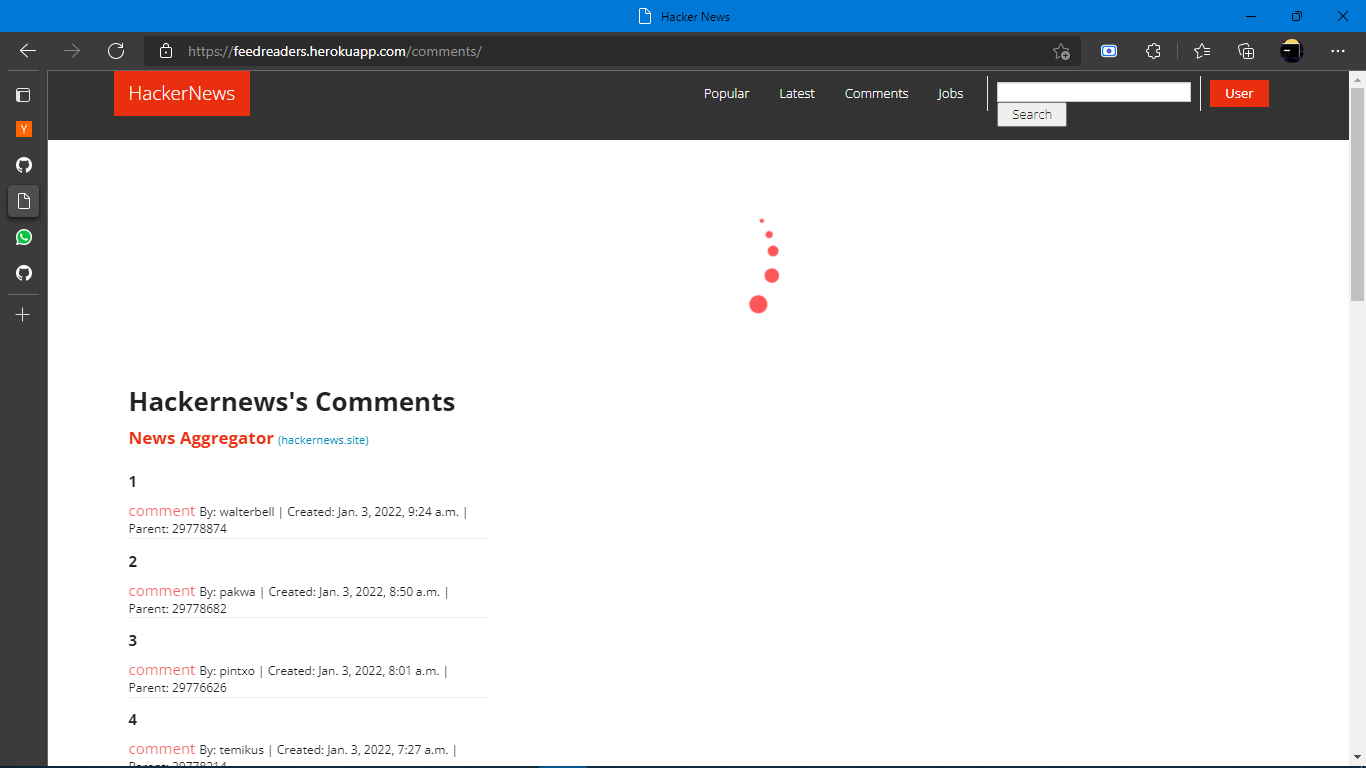 Hacker News
https://feedreaders.herokuapp.com/comments/
Y
HackerNews
Popular Latest Comments Jobs
User
Search
Hackernews's Comments
News Aggregator (hackernews.site)
1
comment By: walterbell | Created: Jan. 3, 2022, 9:24 a.m. |
Parent: 29778874
2
comment By: pakwa | Created: Jan. 3, 2022, 8:50 a.m. |
Parent: 29778682
3
comment By: pintxo | Created: Jan. 3, 2022, 8:01 a.m. |
Parent: 29776626
4
comment By: temikus | Created: Jan. 3, 2022, 7:27 a.m. |
Parent: 29778214